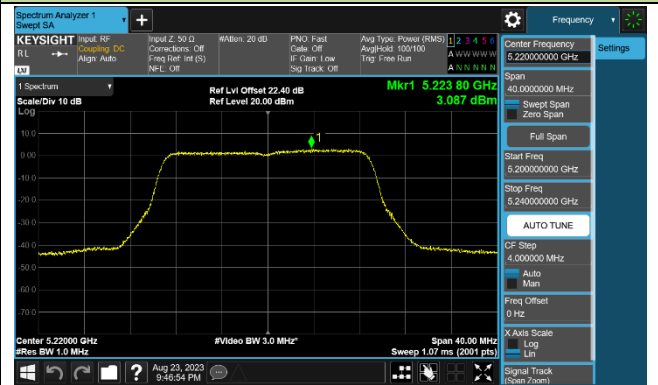 Spectrum Analyzer 1
Swept SA
+
Frequency
KEYSIGHT
RL
LXI
Input: RF
Coupling: DC
Align: Auto
Input Z: 50 Ω
Corrections: Off
Freq Ref: Int (S)
NFE: Off
#Atten: 20 dB
PNO: Fast
Gate: Off
IF Gain: Low
Sig Track: Off
Avg Type: Power (RMS)
Avg|Hold: 100/100
Trig: Free Run
1 2 3 4 5 6
A W W W W W
A N N N N N
1 Spectrum
Scale/Div 10 dB
Log
Ref Lvl Offset 22.40 dB
Ref Level 20.00 dBm
Mkr1 5.223 80 GHz
3.087 dBm
1
10.0
0.00
-10.0
-20.0
-30.0
-40.0
-50.0
-60.0
-70.0
Center 5.22000 GHz
#Res BW 1.0 MHz
#Video BW 3.0 MHz*
Span 40.00 MHz
Sweep 1.07 ms (2001 pts)
Aug 23, 2023
9:46:54 PM
?
Center Frequency
5.220000000 GHz
Settings
Span
40.0000000 MHz
Swept Span
Zero Span
Full Span
Start Freq
5.200000000 GHz
Stop Freq
5.240000000 GHz
AUTO TUNE
CF Step
4.000000 MHz
Auto
Man
Freq Offset
0 Hz
X Axis Scale
Log
Lin
Signal Track
(Span Zoom)